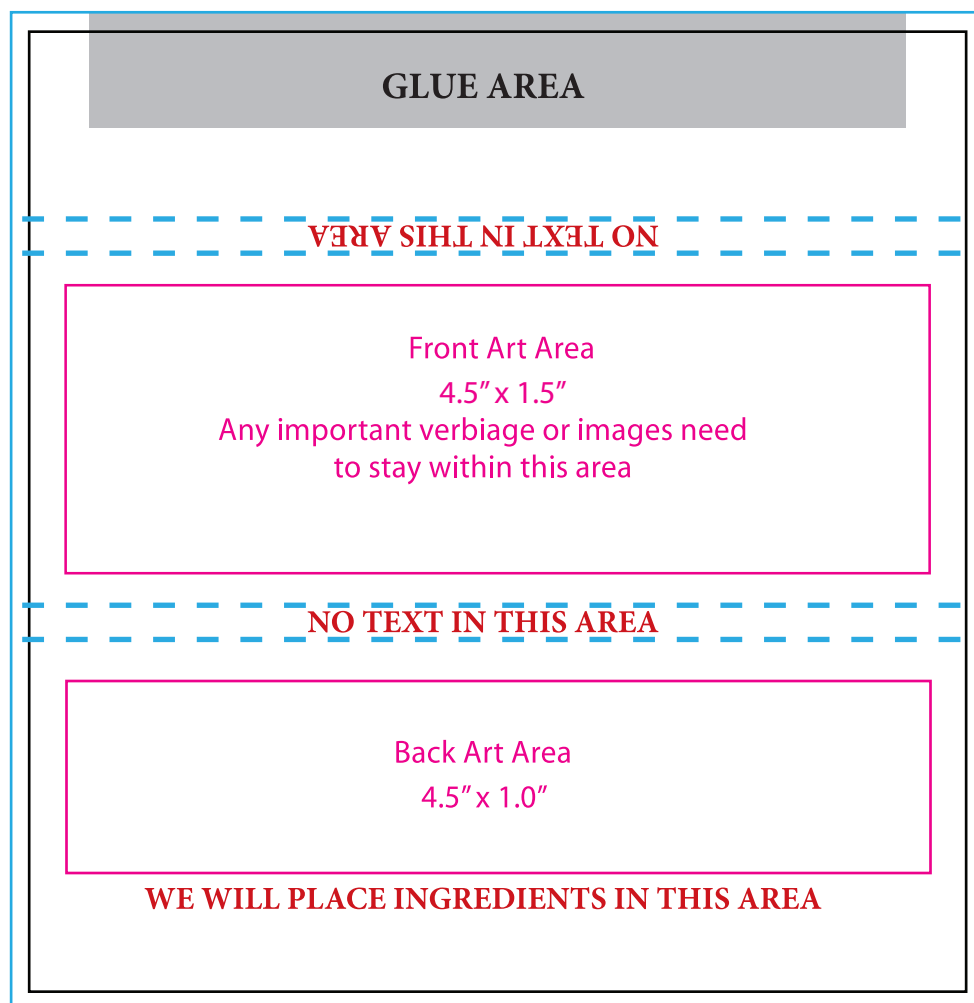 GLUE AREA
NO TEXT IN THIS AREA
Front Art Area
4.5” x 1.5”
Any important verbiage or images need
to stay within this area
NO TEXT IN THIS AREA
Back Art Area
4.5” x 1.0”
WE WILL PLACE INGREDIENTS IN THIS AREA